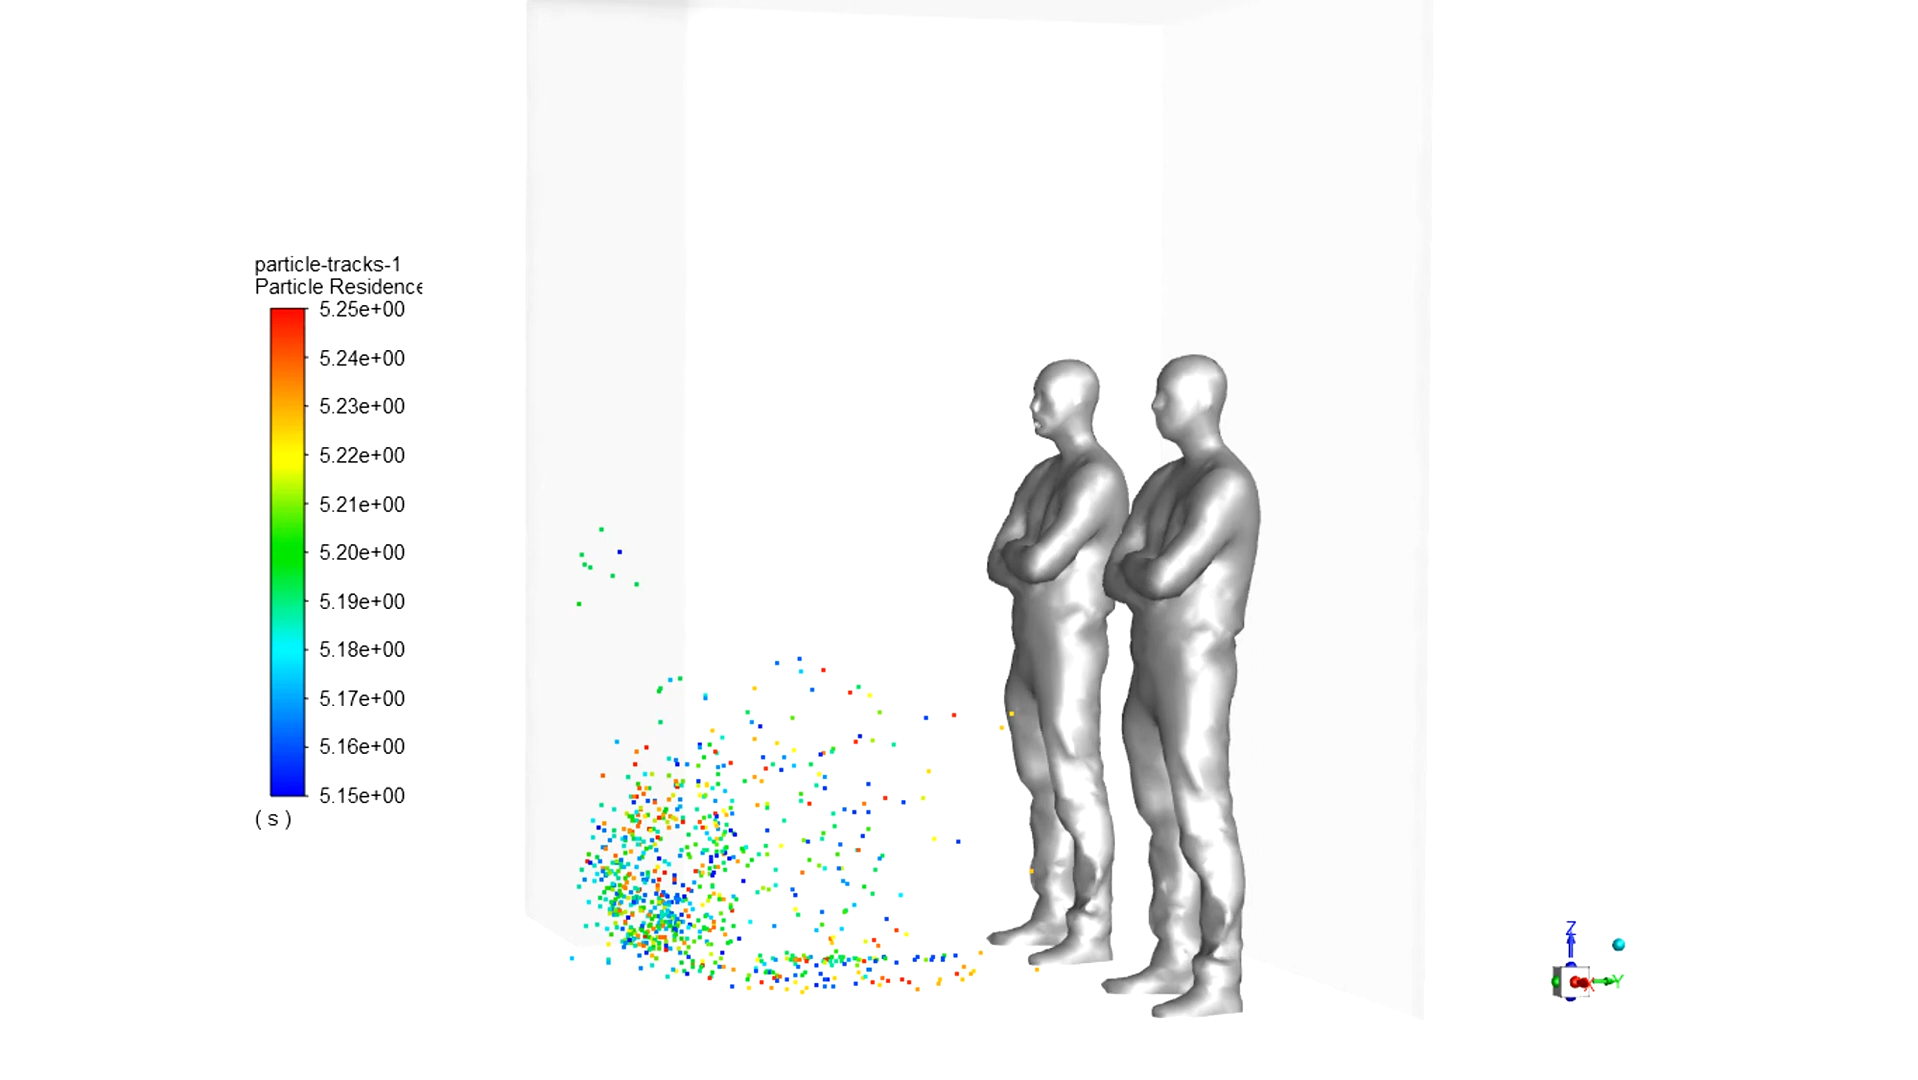 particle-tracks-1
Particle Residence
5.25e+00
5.24e+00
5.23e+00
5.22e+00
5.21e+00
5.20e+00
5.19e+00
5.18e+00
5.17e+00
5.16e+00
5.15e+00
( s )
Z
X
Y